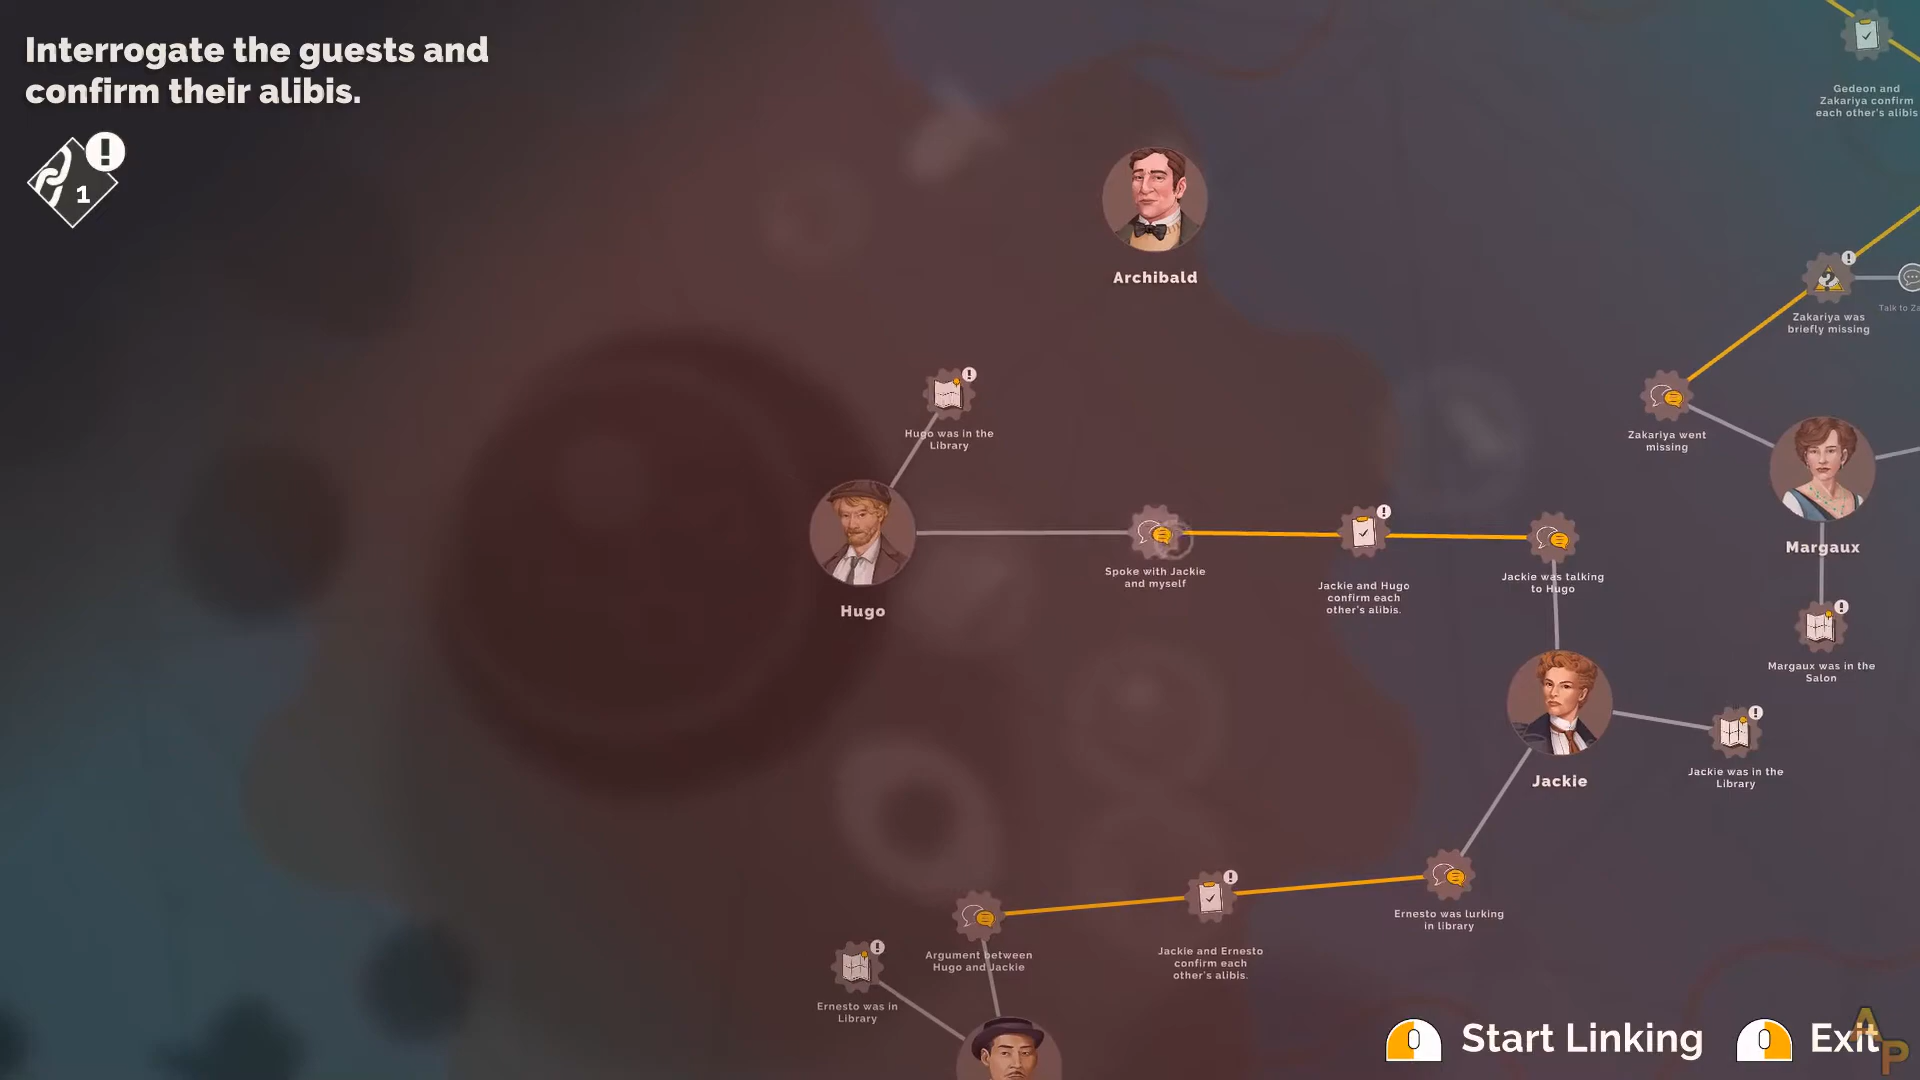 Interrogate the guests and
confirm their alibis.
!
1
Gedeon and
Zakariya confirm
each other's alibis
Archibald
!
Zakariya was
briefly missing
Talk to
!
Hugo was in the
Library
Zakariya went
missing
Hugo
Spoke with Jackie
and myself
!
Jackie and Hugo
confirm each
other's alibis.
Jackie was talking
to Hugo
Margaux
!
Margaux was in the
Salon
Jackie
!
Jackie was in the
Library
Ernesto was lurking
in library
!
Jackie and Ernesto
confirm each
other's alibis.
Argument between
Hugo and Jackie
!
Ernesto was in
Library
Start Linking
Exit
A
P